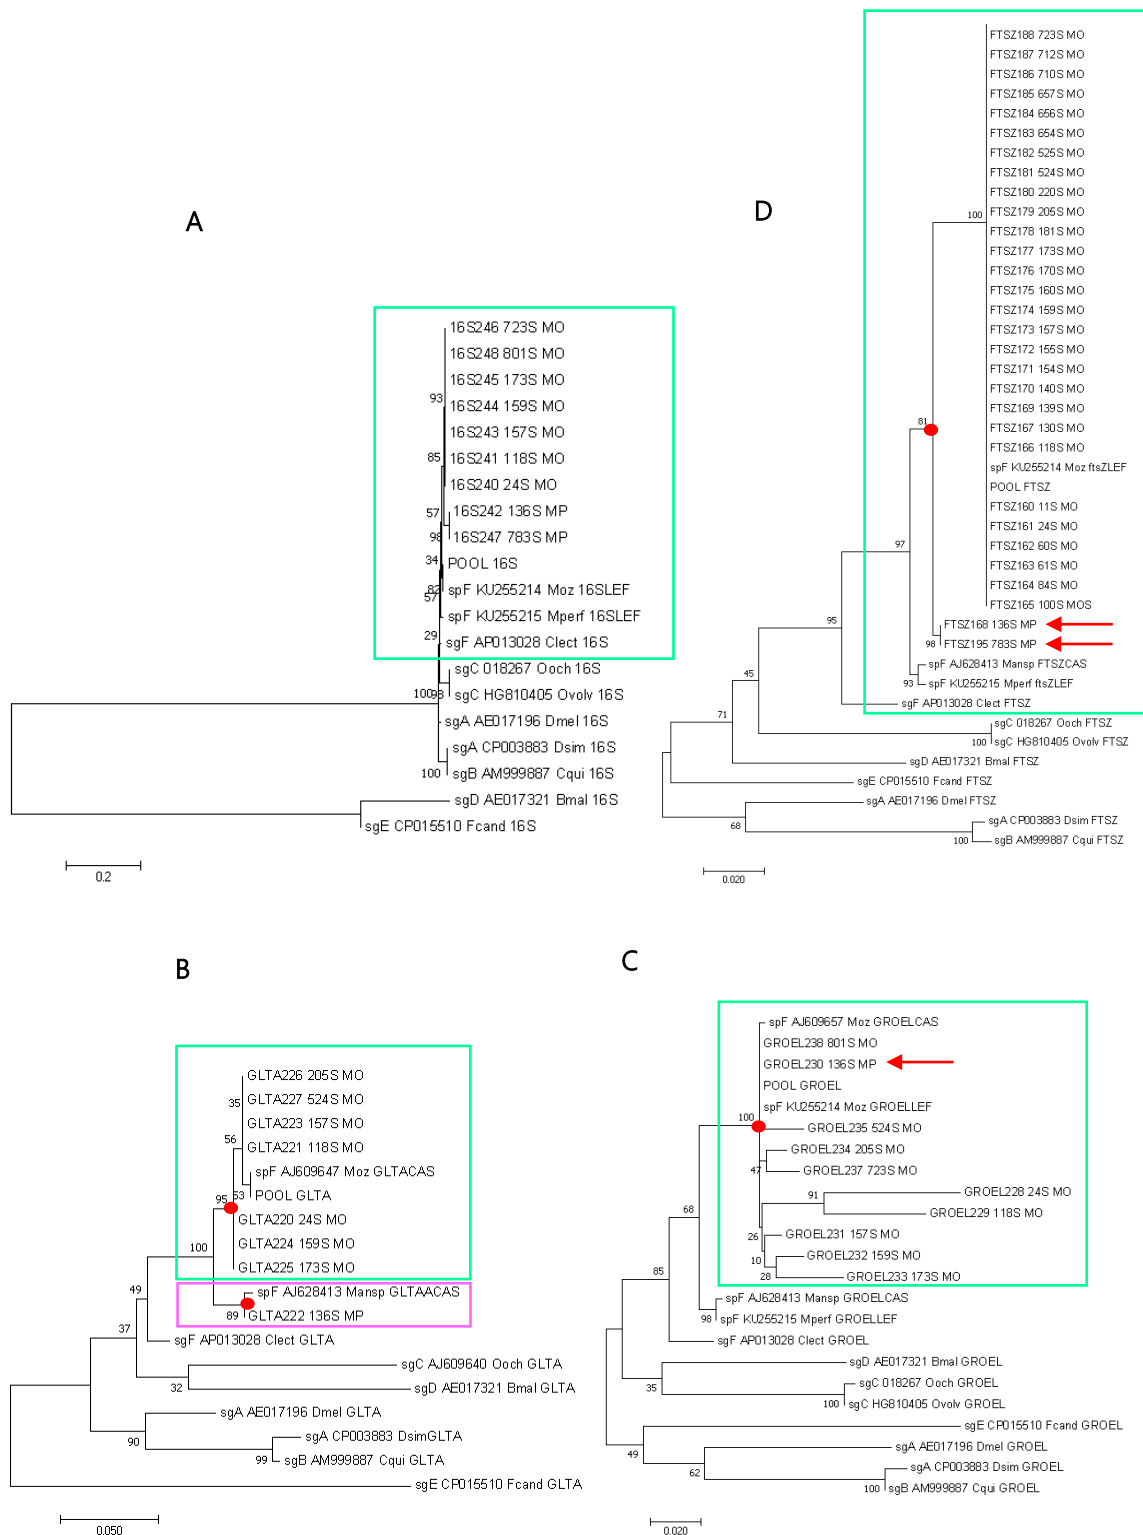 A
16S246 723S MO
16S248 801S MO
16S245 173S MO
93
16S244 159S MO
16S243 157S MO
85
16S241 118S MO
16S240 24S MO
57
16S242 136S MP
98
16S247 783S MP
34
POOL 16S
82
spF KU255214 Moz 16SLEF
57
spF KU255215 Mperf 16SLEF
29
sgF AP013028 Clect 16S
sgC 018267 Ooch 16S
100
98
sgC HG810405 Ovolv 16S
sgA AE017196 Dmel 16S
sgA CP003883 Dsim 16S
100
sgB AM999887 Cqui 16S
sgD AE017321 Bmal 16S
sgE CP015510 Fcand 16S
0.2
D
FTSZ188 723S MO
FTSZ187 712S MO
FTSZ186 710S MO
FTSZ185 657S MO
FTSZ184 656S MO
FTSZ183 654S MO
FTSZ182 525S MO
FTSZ181 524S MO
FTSZ180 220S MO
100
FTSZ179 205S MO
FTSZ178 181S MO
FTSZ177 173S MO
FTSZ176 170S MO
FTSZ175 160S MO
FTSZ174 159S MO
FTSZ173 157S MO
FTSZ172 155S MO
FTSZ171 154S MO
FTSZ170 140S MO
FTSZ169 139S MO
81
FTSZ167 130S MO
FTSZ166 118S MO
spF KU255214 Moz ftsZLEF
POOL FTSZ
FTSZ160 11S MO
FTSZ161 24S MO
97
FTSZ162 60S MO
FTSZ163 61S MO
FTSZ164 84S MO
FTSZ165 100S MOS
95
FTSZ168 136S MP
98
FTSZ195 783S MP
spF AJ628413 Mansp FTSZCAS
93
spF KU255215 Mperf ftsZLEF
45
sgF AP013028 Clect FTSZ
71
sgC 018267 Ooch FTSZ
100
sgC HG810405 Ovolv FTSZ
sgD AE017321 Bmal FTSZ
sgE CP015510 Fcand FTSZ
sgA AE017196 Dmel FTSZ
68
sgA CP003883 Dsim FTSZ
100
sgB AM999887 Cqui FTSZ
0.020
B
GLTA226 205S MO
35
GLTA227 524S MO
GLTA223 157S MO
56
GLTA221 118S MO
spF AJ609647 Moz GLTACAS
95
53
POOL GLTA
GLTA220 24S MO
100
GLTA224 159S MO
GLTA225 173S MO
49
spF AJ628413 Mansp GLTAACAS
89
GLTA222 136S MP
37
sgF AP013028 Clect GLTA
sgC AJ609640 Ooch GLTA
32
sgD AE017321 Bmal GLTA
sgA AE017196 Dmel GLTA
90
sgA CP003883 DsimGLTA
99
sgB AM999887 Cqui GLTA
sgE CP015510 Fcand GLTA
0.050
C
spF AJ609657 Moz GROELCAS
GROEL238 801S MO
GROEL230 136S MP
POOL GROEL
spF KU255214 Moz GROELLEF
100
GROEL235 524S MO
GROEL234 205S MO
47
GROEL237 723S MO
91
GROEL228 24S MO
68
GROEL229 118S MO
26
GROEL231 157S MO
10
GROEL232 159S MO
85
28
GROEL233 173S MO
spF AJ628413 Mansp GROELCAS
98
spF KU255215 Mperf GROELLEF
sgF AP013028 Clect GROEL
sgD AE017321 Bmal GROEL
35
sgC 018267 Ooch GROEL
100
sgC HG810405 Ovolv GROEL
sgE CP015510 Fcand GROEL
49
sgA AE017196 Dmel GROEL
62
sgA CP003883 Dsim GROEL
100
sgB AM999887 Cqui GROEL
0.020